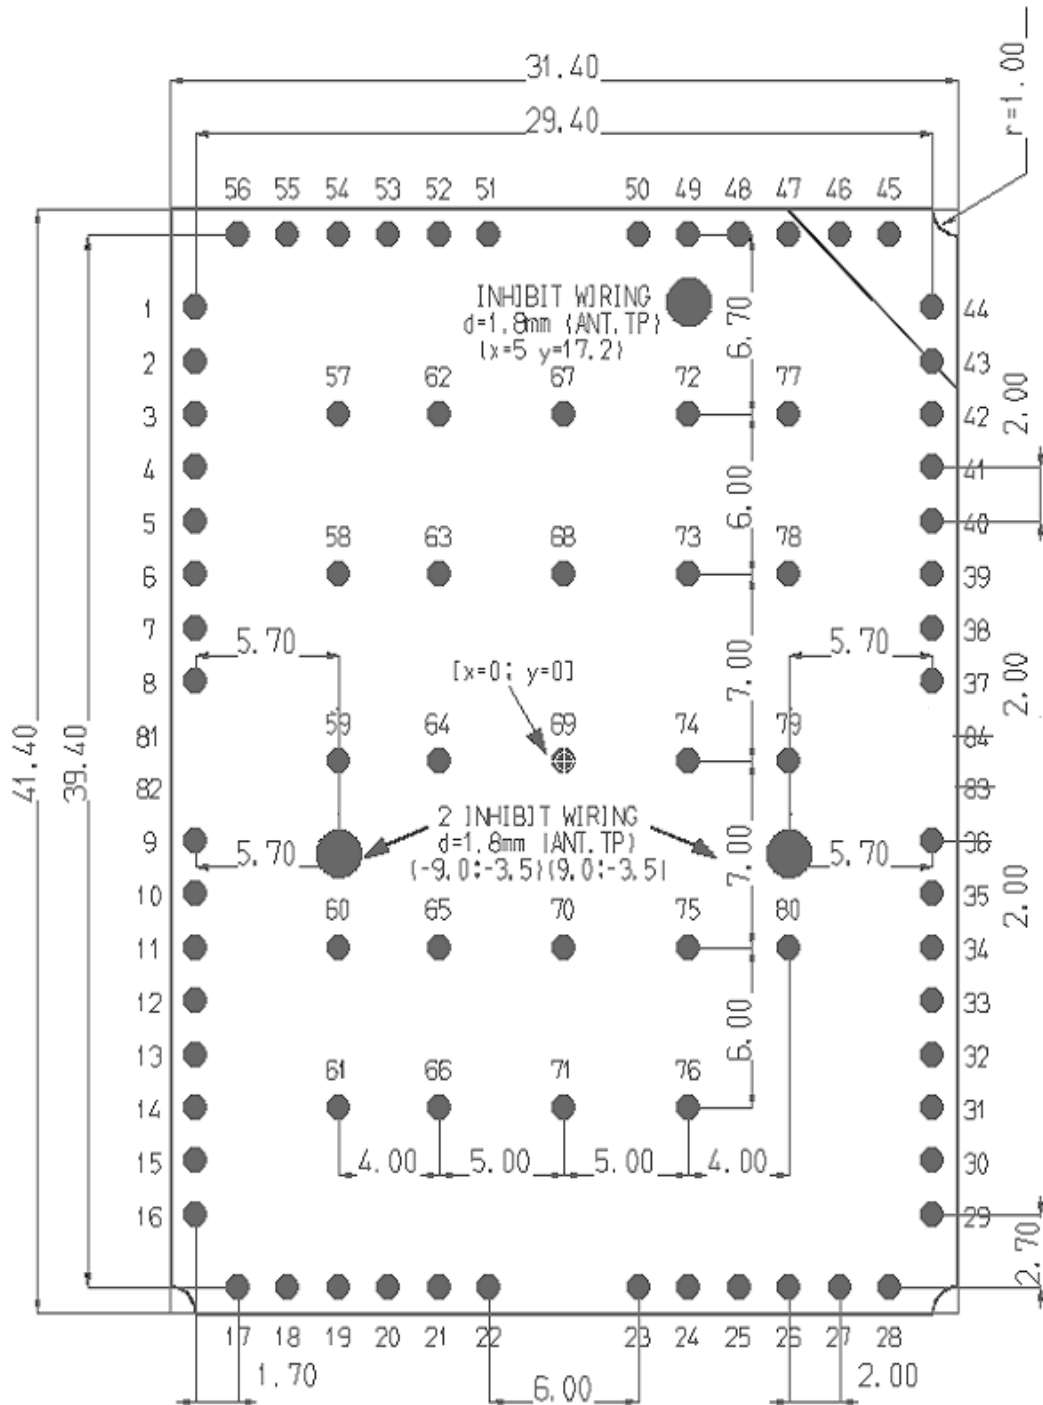 31.40
29.40
r=1.00
56 55 54 53 52 51 50 49 48 47 46 45
INHIBIT WIRING
d=1.8mm (ANT.TP)
(x=5 y=17.2)
6.70
1 44
2 43
57 62 67 72 77
3 42
2.00
4 41
6.00
5 40
58 63 68 73 78
6 39
7 38
5.70 5.70
8 37
[x=0; y=0]
7.00
2.00
81 59 64 69 74 79 84
41.40
39.40
82 83
2 INHIBIT WIRING
d=1.8mm (ANT.TP)
(-9.0:-3.5)(9.0:-3.5)
9 36
5.70 5.70
7.00
10 35
2.00
60 65 70 75 80
11 34
12 33
6.00
13 32
61 66 71 76
14 31
4.00 5.00 5.00 4.00
15 30
16 29
2.70
17 18 19 20 21 22 23 24 25 26 27 28
1.70 6.00 2.00